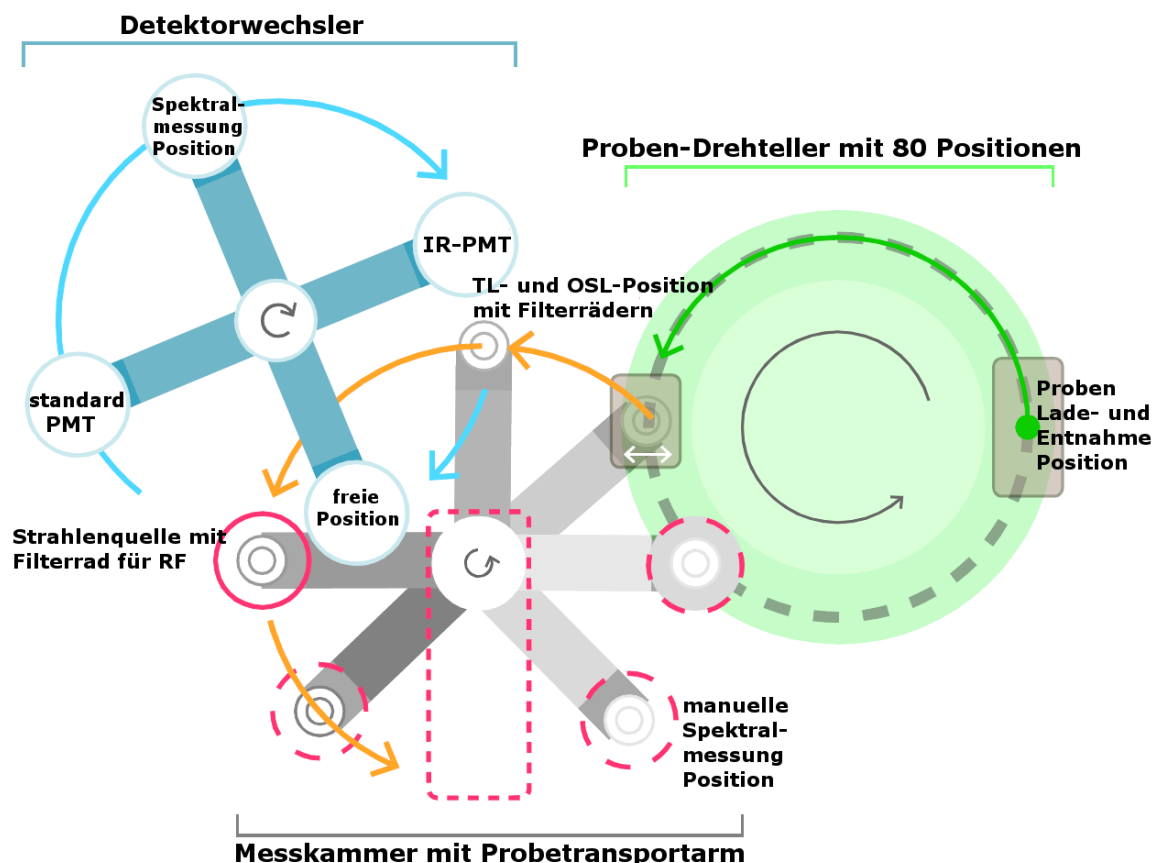 Detektorwechsler
Spektral-
messung
Position
Proben-Drehteller mit 80 Positionen
IR-PMT
TL- und OSL-Position
mit Filterrädern
standard
PMT
Proben
Lade- und
Entnahme
Position
freie
Position
Strahlenquelle mit
Filterrad für RF
manuelle
Spektral-
messung
Position
Messkammer mit Probetransportarm